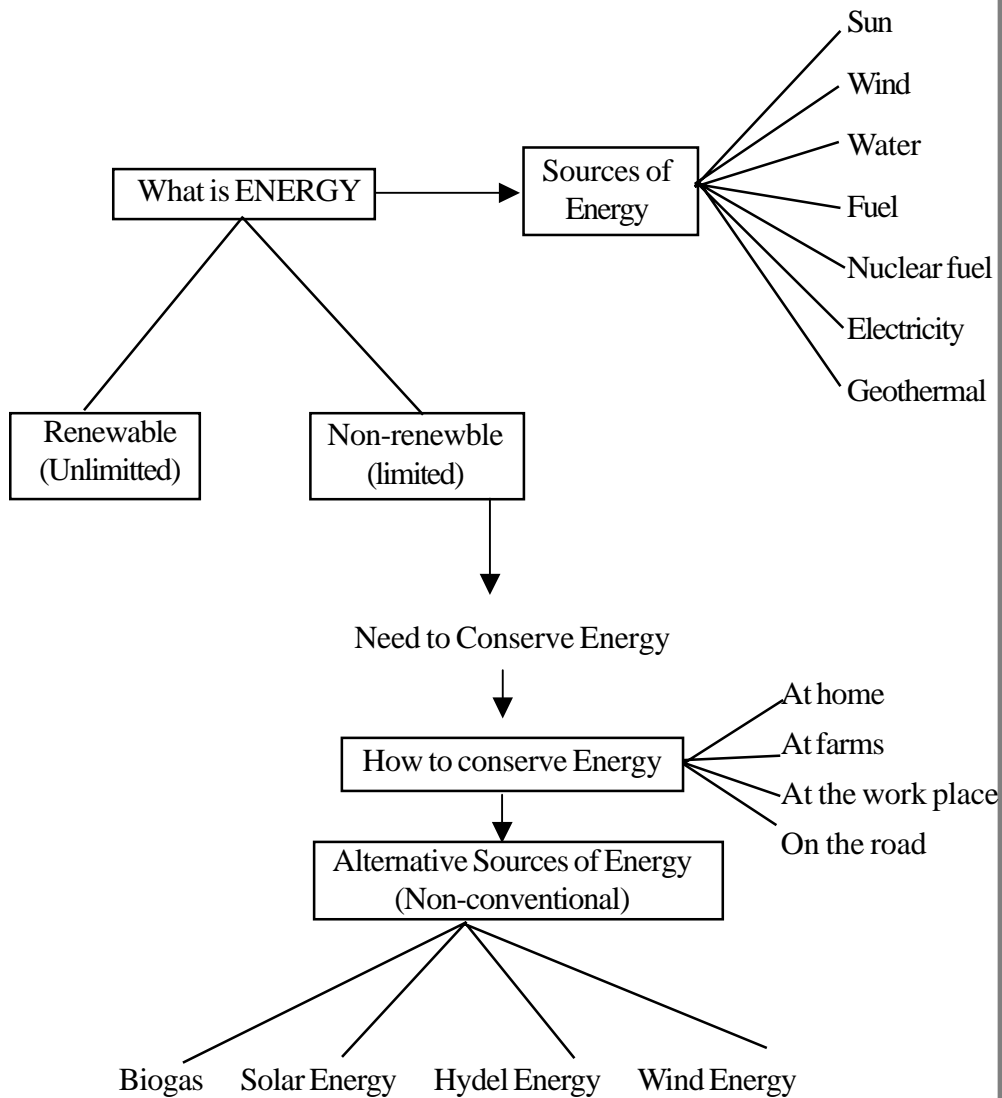 Sun
Wind
Water
Fuel
Nuclear fuel
Electricity
Geothermal
Sources of
Energy
What is ENERGY
Renewable
(Unlimitted)
Non-renewble
(limited)
Need to Conserve Energy
How to conserve Energy
At home
At farms
At the work place
On the road
Alternative Sources of Energy
(Non-conventional)
Biogas
Solar Energy
Hydel Energy
Wind Energy